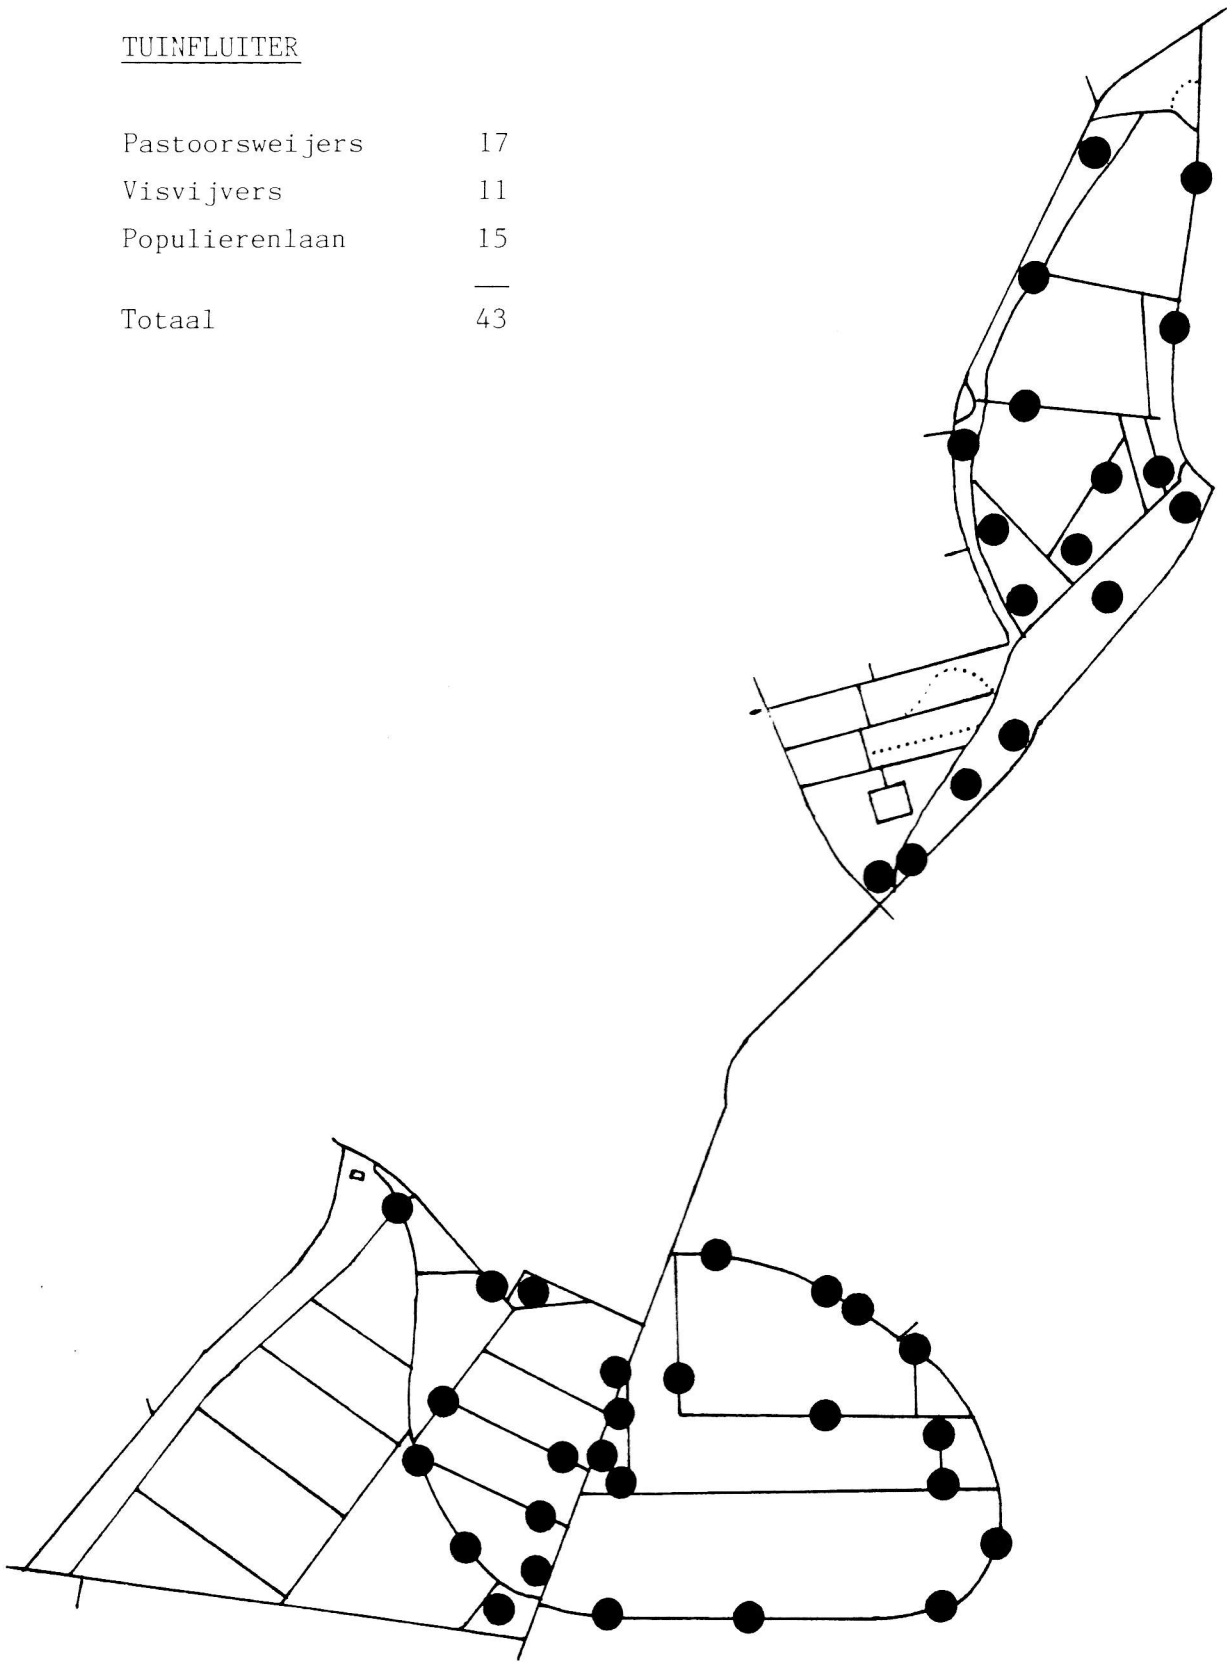 TUINFLUITER
Pastoorsweijers 17
Visvijvers 11
Populierenlaan 15
Totaal 43